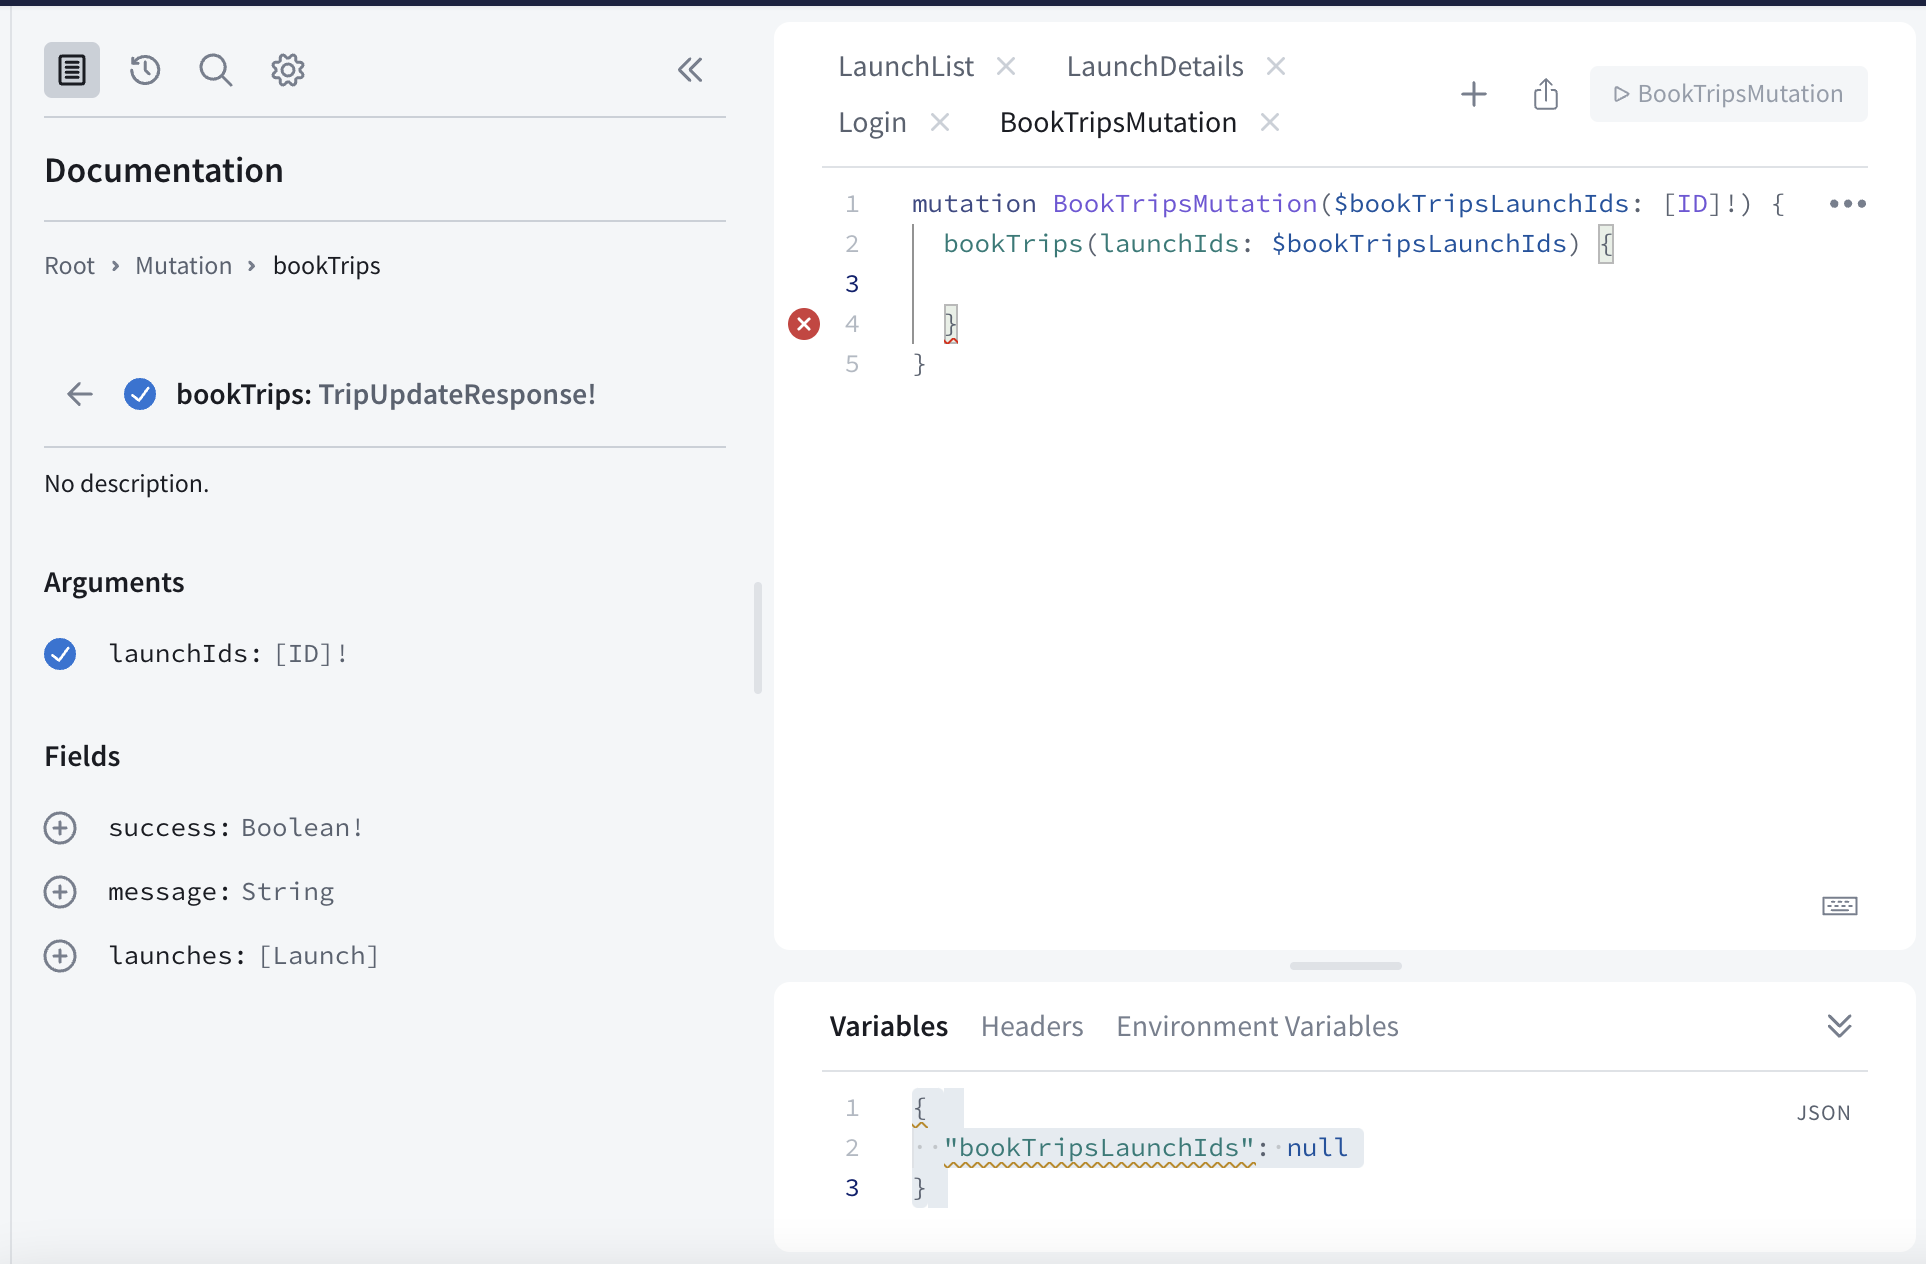 Documentation
Root › Mutation › bookTrips
bookTrips: TripUpdateResponse!
No description.
Arguments
launchIds: [ID]!
Fields
success: Boolean!
message: String
launches: [Launch]
LaunchList
LaunchDetails
Login
BookTripsMutation
BookTripsMutation
1 mutation BookTripsMutation($bookTripsLaunchIds: [ID]!) {
2 bookTrips(launchIds: $bookTripsLaunchIds) {
3
4 }
5 }
Variables Headers Environment Variables
JSON
1 {
2 "bookTripsLaunchIds": null
3 }